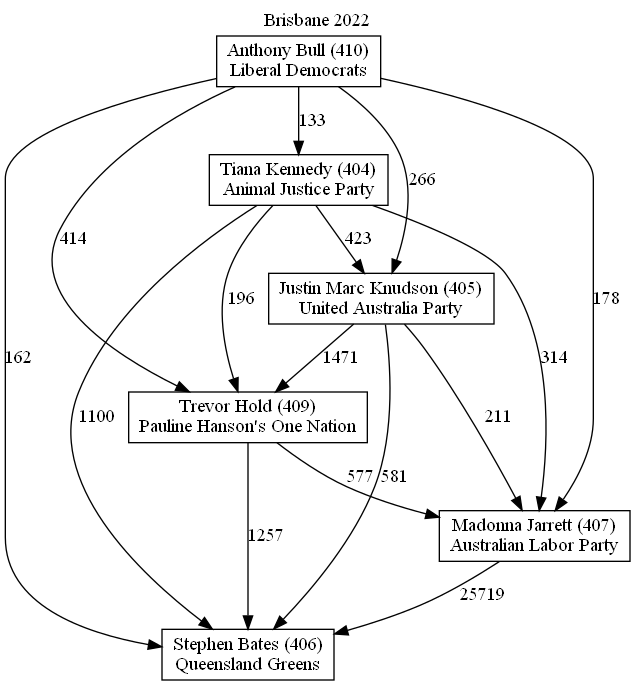 Brisbane 2022
Anthony Bull (410)
Liberal Democrats
133
Tiana Kennedy (404)
Animal Justice Party
266
414
423
Justin Marc Knudson (405)
United Australia Party
196
178
162
1471
314
Trevor Hold (409)
Pauline Hanson's One Nation
1100
211
577
581
1257
Madonna Jarrett (407)
Australian Labor Party
25719
Stephen Bates (406)
Queensland Greens